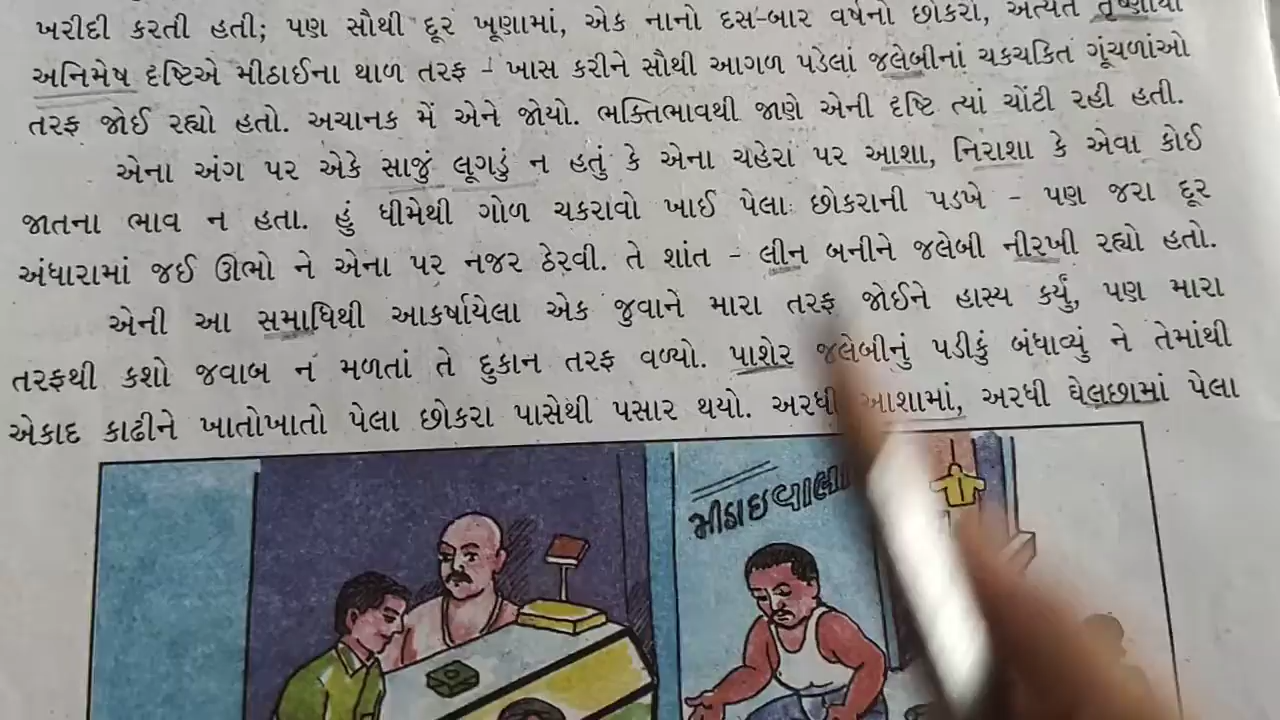 ખરીદી કરતી હતી; પણ સૌથી દૂર ખૂણામાં, એક નાનો દસ-બાર વર્ષનો છોકરો, અત્યંત તૃષ્ણાથી
અનિમેષ દૃષ્ટિએ મીઠાઈના થાળ તરફ – ખાસ કરીને સૌથી આગળ પડેલાં જલેબીનાં ચકચકિત ગૂંચળાંઓ
તરફ જોઈ રહ્યો હતો. અચાનક મેં એને જોયો. ભક્તિભાવથી જાણે એની દૃષ્ટિ ત્યાં ચોંટી રહી હતી.
એના અંગ પર એકે સાજું લૂગડું ન હતું કે એના ચહેરા પર આશા, નિરાશા કે એવા કોઈ
જાતના ભાવ ન હતા. હું ધીમેથી ગોળ ચકરાવો ખાઈ પેલા છોકરાની પડખે – પણ જરા દૂર
અંધારામાં જઈ ઊભો ને એના પર નજર ઠેરવી. તે શાંત – લીન બનીને જલેબી નીરખી રહ્યો હતો.
એની આ સમાધિથી આકર્ષાયેલા એક જુવાને મારા તરફ જોઈને હાસ્ય કર્યું, પણ મારા
તરફથી કશો જવાબ ન મળતાં તે દુકાન તરફ વળ્યો. પાશેર જલેબીનું પડીકું બંધાવ્યું ને તેમાંથી
એકાદ કાઢીને ખાતોખાતો પેલા છોકરા પાસેથી પસાર થયો. અરધી આશામાં, અરધી ઘેલછામાં પેલા
મીઠાઇવાલા